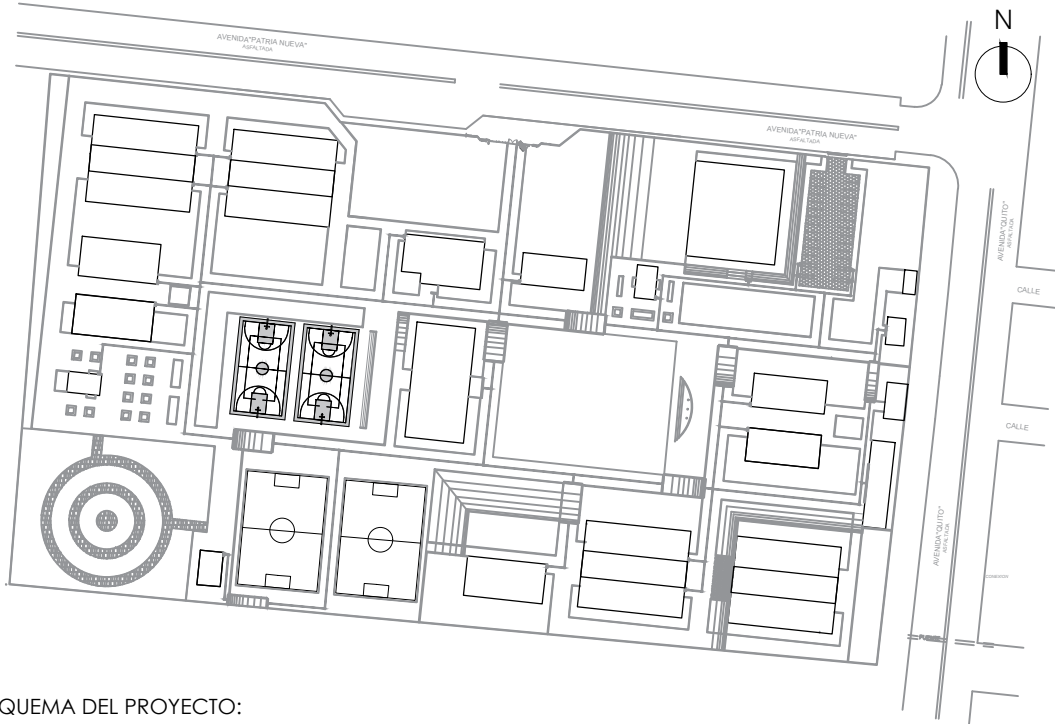 N
AVENIDA"PATRIA NUEVA"
ASFALTADA
AVENIDA"PATRIA NUEVA"
ASFALTADA
AVENIDA"QUITO"
ASFALTADA
CALLE
CALLE
AVENIDA"QUITO"
ASFALTADA
QUEMA DEL PROYECTO: